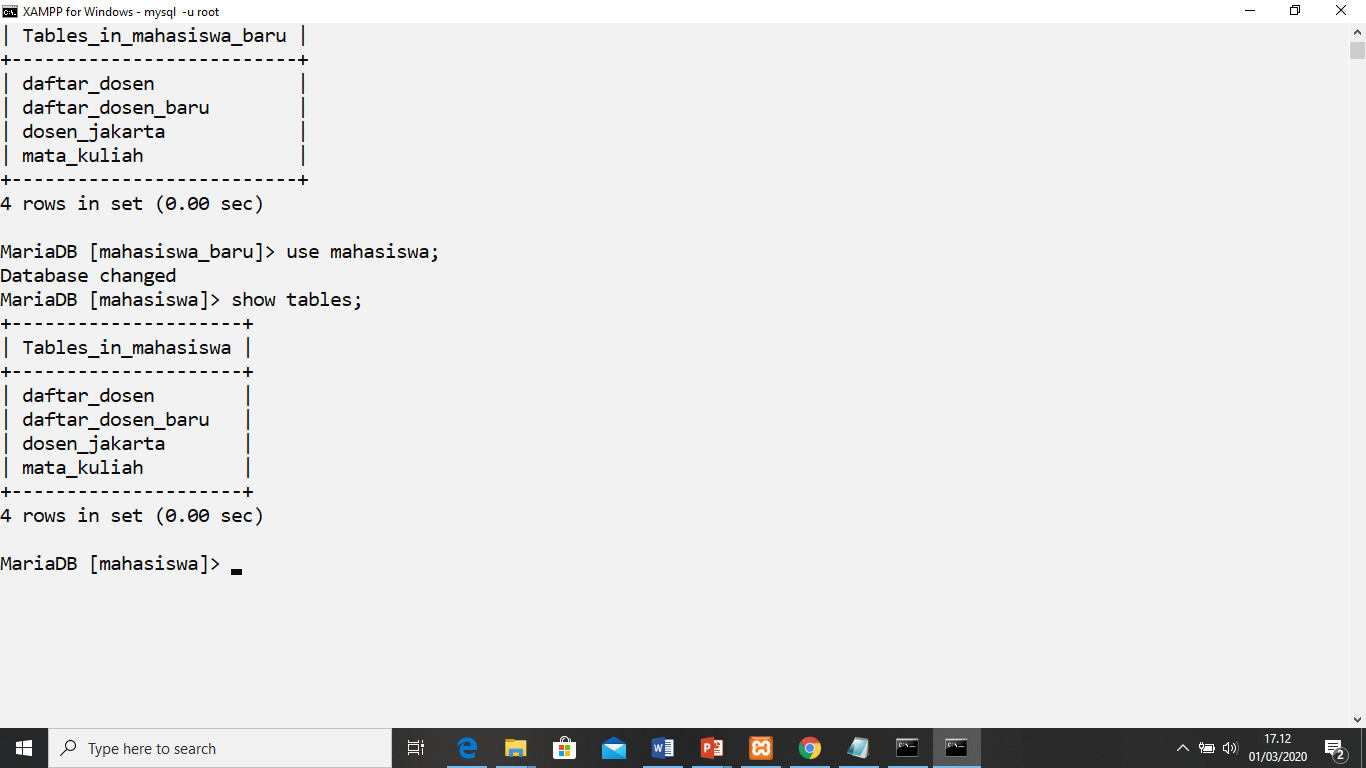 XAMPP for Windows - mysql  -u root
| Tables_in_mahasiswa_baru |
+--------------------------+
| daftar_dosen             |
| daftar_dosen_baru        |
| dosen_jakarta            |
| mata_kuliah              |
+--------------------------+
4 rows in set (0.00 sec)
MariaDB [mahasiswa_baru]> use mahasiswa;
Database changed
MariaDB [mahasiswa]> show tables;
+---------------------+
| Tables_in_mahasiswa |
+---------------------+
| daftar_dosen        |
| daftar_dosen_baru   |
| dosen_jakarta       |
| mata_kuliah         |
+---------------------+
4 rows in set (0.00 sec)
MariaDB [mahasiswa]>
Type here to search
17.12
01/03/2020
2